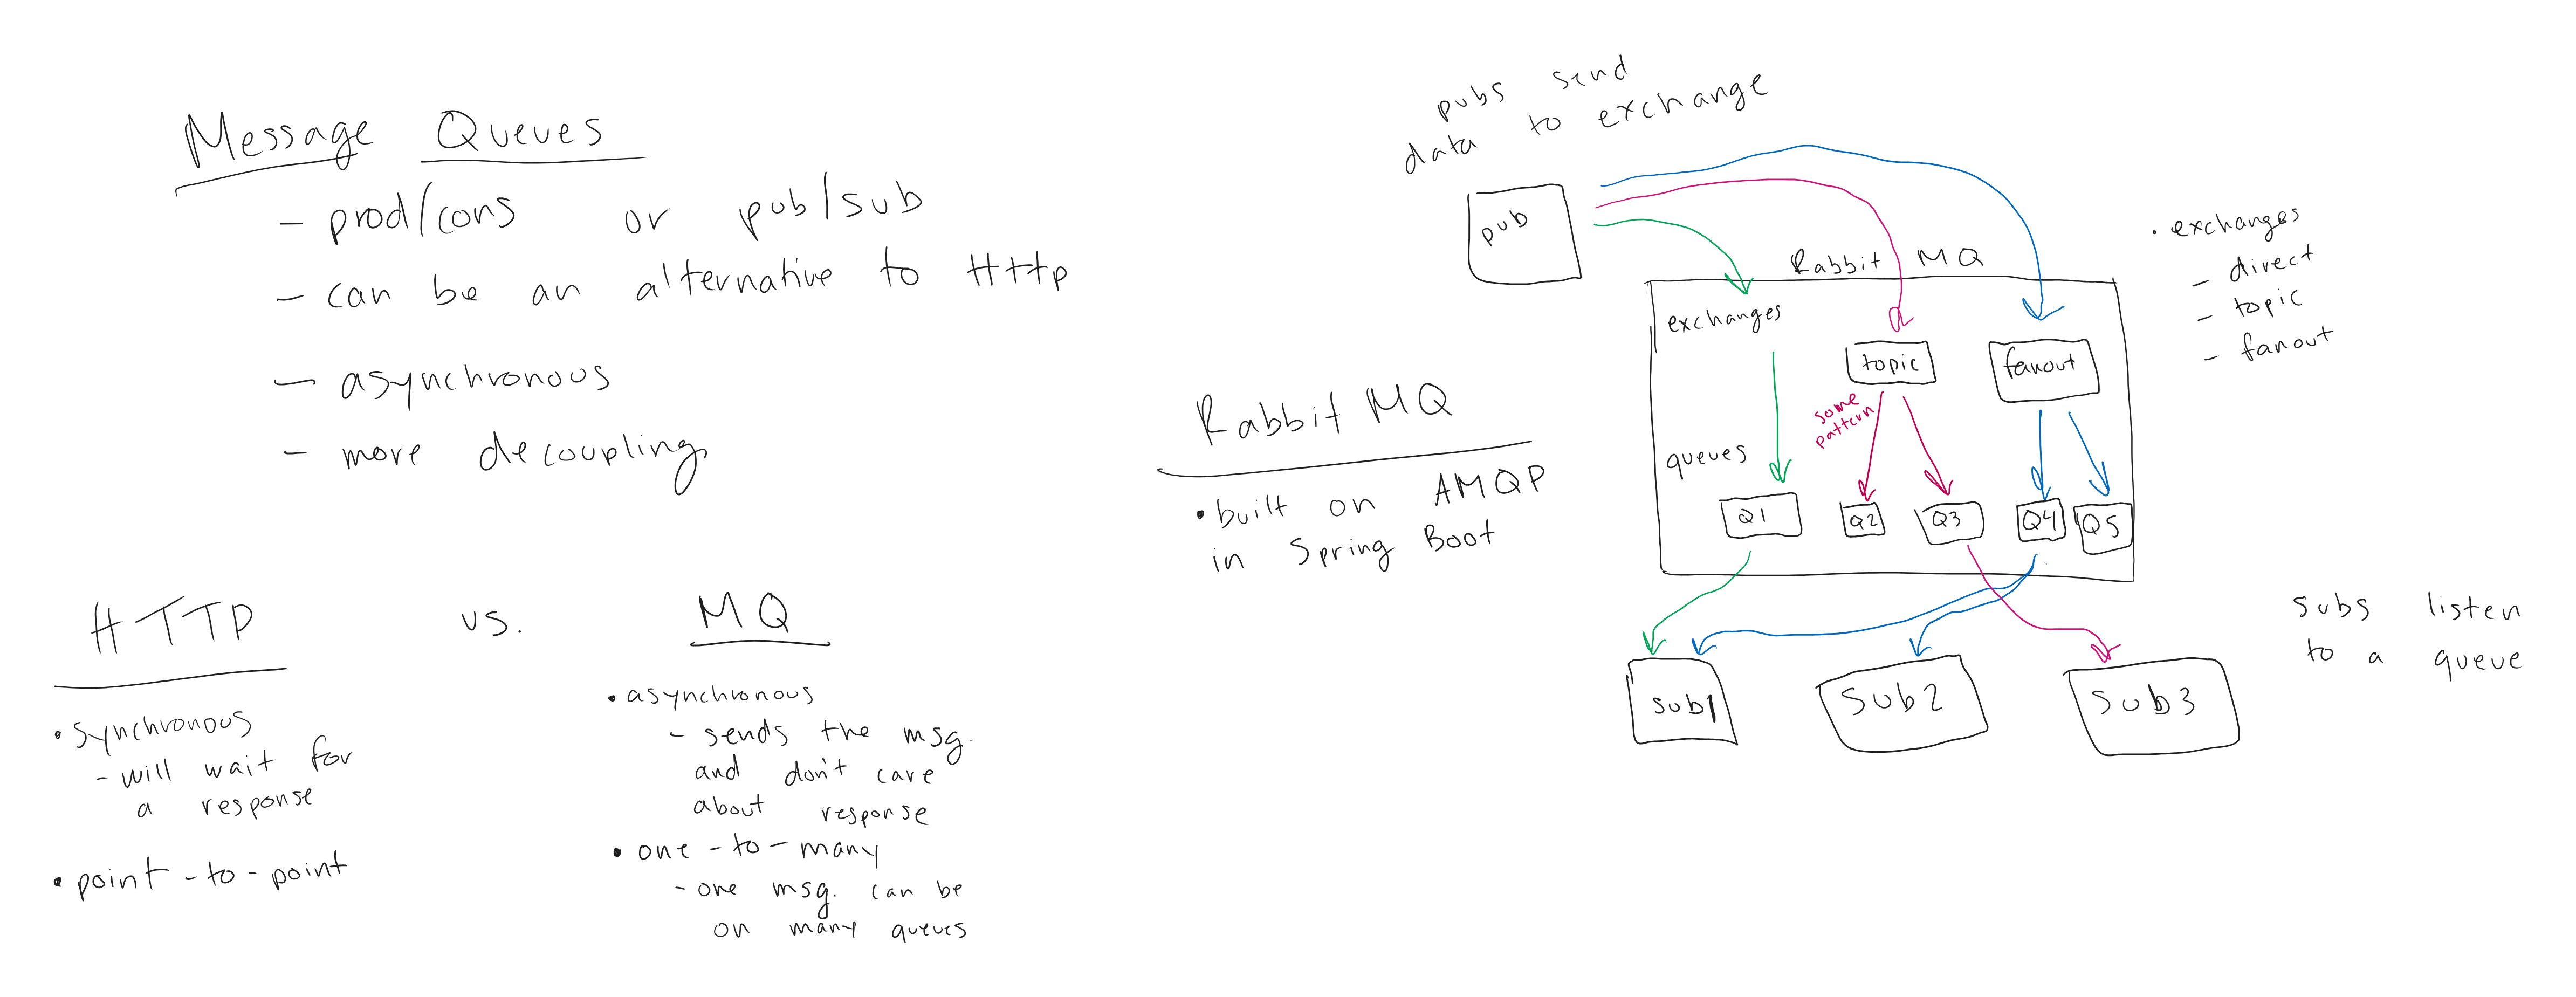 Message Queues
- prod/cons or pub/sub
- can be an alternative to Http
- asynchronous
- more decoupling
HTTP vs. MQ
• synchronous
- will wait for
a response
• point-to-point
• asynchronous
- sends the msg.
and don't care
about response
• one-to-many
- one msg. can be
on many queues
Rabbit MQ
• built on AMQP
in Spring Boot
pubs send
data to exchange
pub
Rabbit MQ
exchanges
topic
fanout
some
pattern
queues
Q1
Q2
Q3
Q4
Q5
sub1
Sub2
Sub3
• exchanges
- direct
- topic
- fanout
subs listen
to a queue